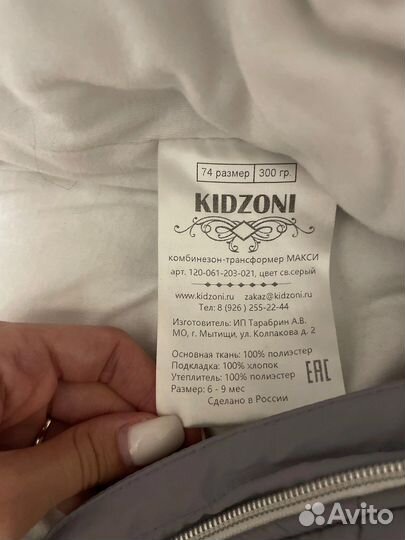 74 размер 300 гр.
KIDZONI
комбинезон-трансформер МАКСИ
арт. 120-061-203-021, цвет св.серый
www.kidzoni.ru zakaz@kidzoni.ru
Тел: 8 (926 ) 255-22-44
Изготовитель: ИП Тарабрин А.В.
МО, г. Мытищи, ул. Колпакова д. 2
Основная ткань: 100% полиэстер
Подкладка: 100% хлопок
Утеплитель: 100% полиэстер
Размер: 6 - 9 мес
Сделано в России
EAC
Avito